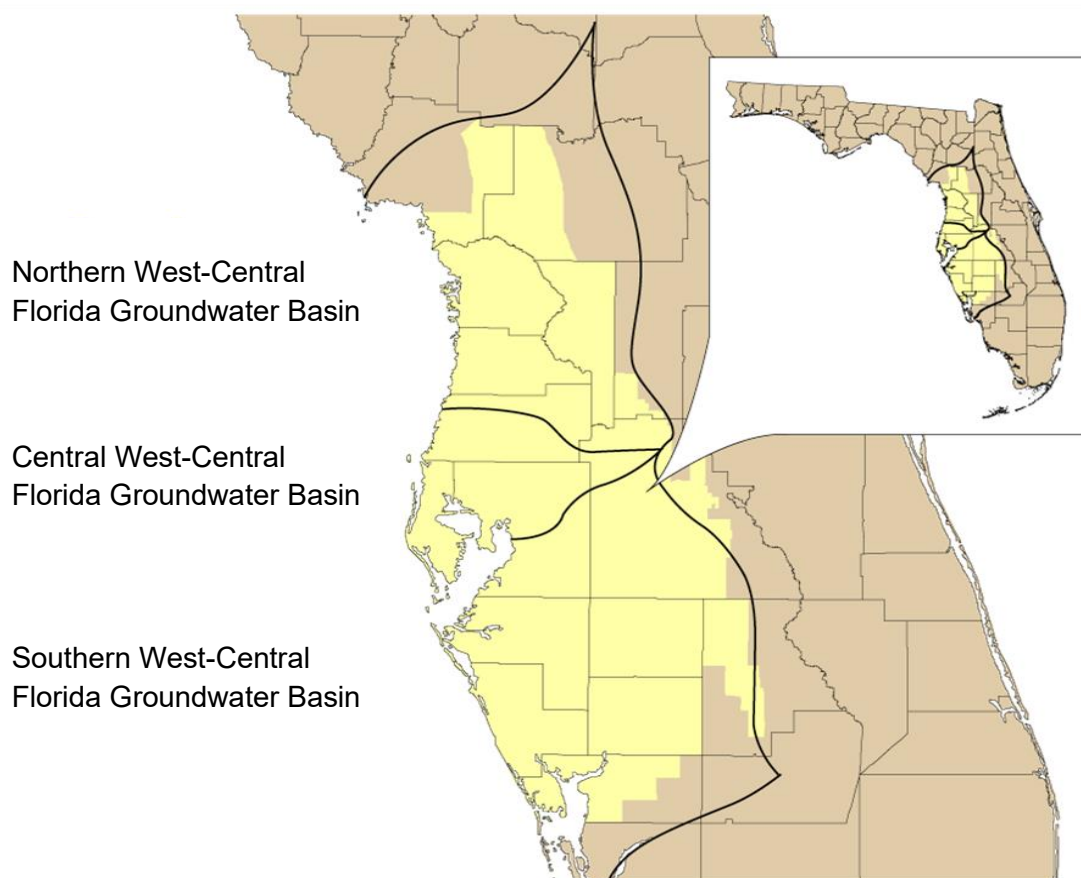 Northern West-Central
Florida Groundwater Basin
Central West-Central
Florida Groundwater Basin
Southern West-Central
Florida Groundwater Basin